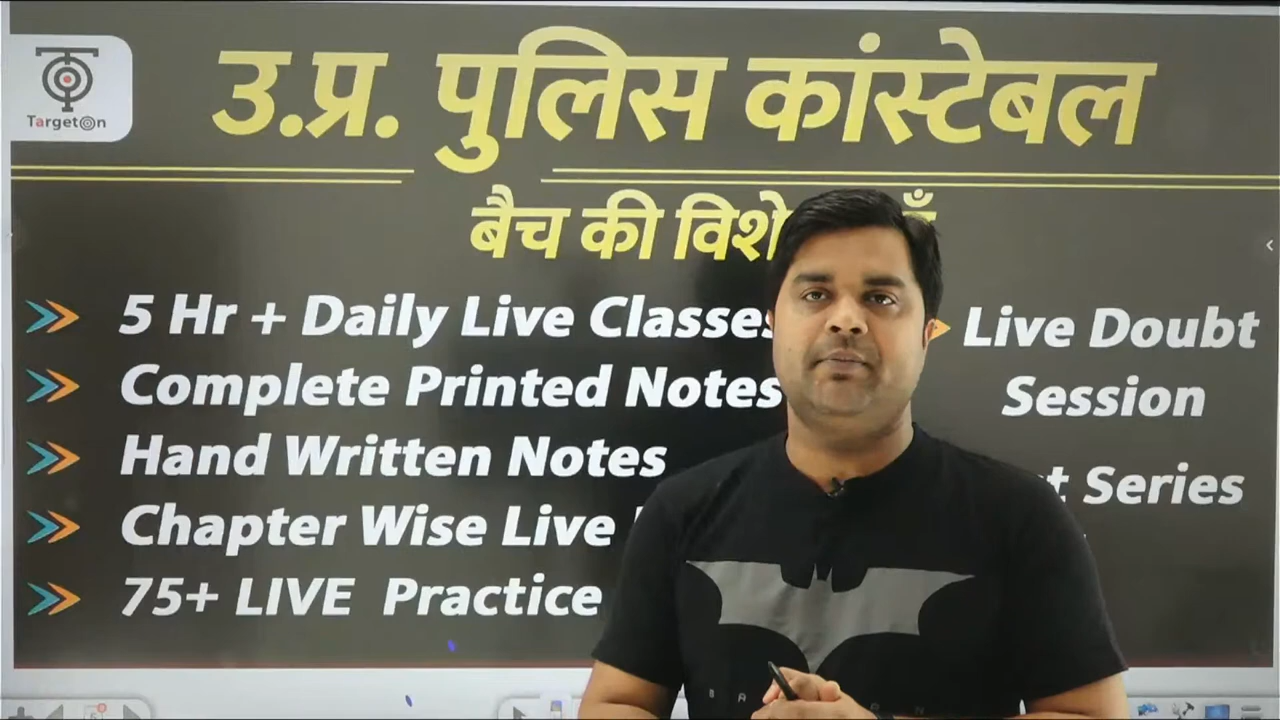 Target@n
उ.प्र. पुलिस कांस्टेबल
बैच की
5 Hr + Daily Live Classes
Complete Printed Notes
Hand Written Notes
Chapter Wise Live
75+ LIVE Practice
Live Doubt
Session
Series